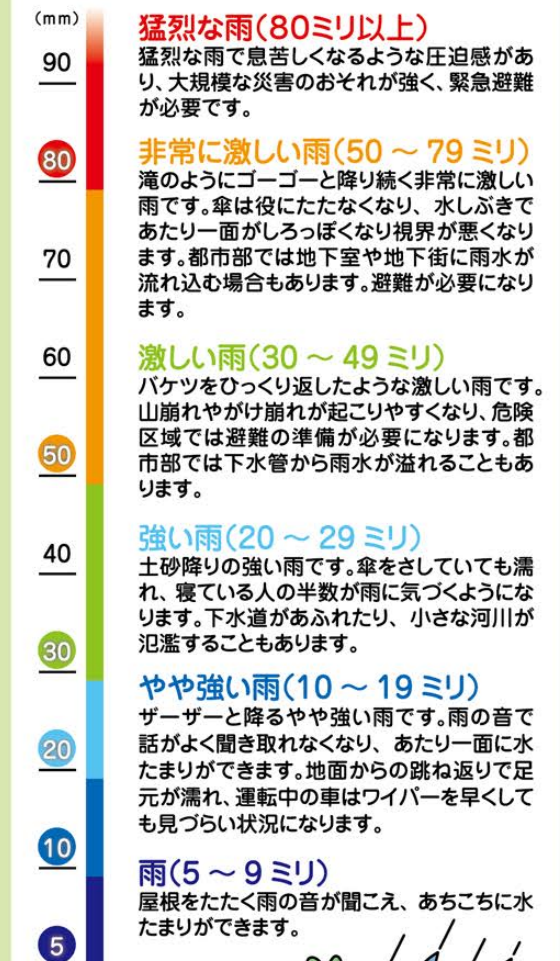 (mm)
90
80
70
60
50
40
30
20
10
5
猛烈な雨(80ミリ以上)
猛烈な雨で息苦しくなるような圧迫感があ
り、大規模な災害のおそれが強く、緊急避難
が必要です。
非常に激しい雨(50 ～ 79 ミリ)
滝のようにゴーゴーと降り続く非常に激しい
雨です。傘は役にたたなくなり、水しぶきで
あたり一面がしろっぽくなり視界が悪くなり
ます。都市部では地下室や地下街に雨水が
流れ込む場合もあります。避難が必要になり
ます。
激しい雨(30 ～ 49 ミリ)
バケツをひっくり返したような激しい雨です。
山崩れやがけ崩れが起こりやすくなり、危険
区域では避難の準備が必要になります。都
市部では下水管から雨水が溢れることもあ
ります。
強い雨(20 ～ 29 ミリ)
土砂降りの強い雨です。傘をさしていても濡
れ、寝ている人の半数が雨に気づくようにな
ります。下水道があふれたり、小さな河川が
氾濫することもあります。
やや強い雨(10 ～ 19 ミリ)
ザーザーと降るやや強い雨です。雨の音で
話がよく聞き取れなくなり、あたり一面に水
たまりができます。地面からの跳ね返りで足
元が濡れ、運転中の車はワイパーを早くして
も見づらい状況になります。
雨(5 ～ 9 ミリ)
屋根をたたく雨の音が聞こえ、あちこちに水
たまりができます。